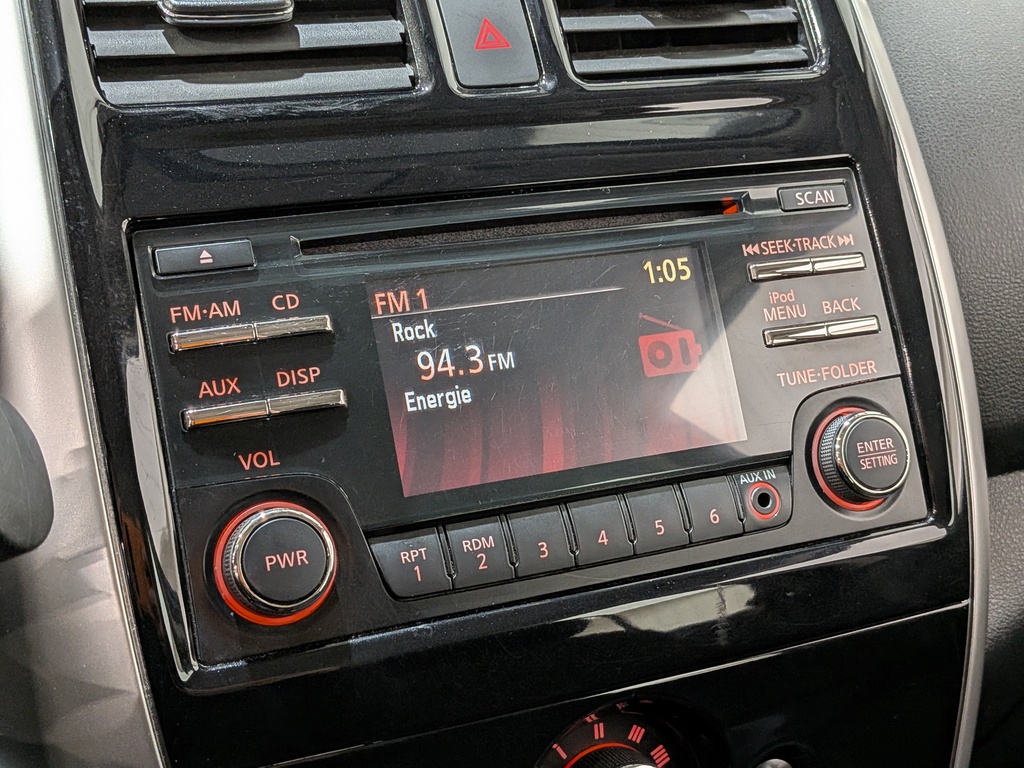 SCAN
SEEK·TRACK
1:05
FM 1
iPod
MENU BACK
FM·AM CD
Rock
94.3 FM
Energie
AUX DISP
TUNE·FOLDER
ENTER
SETTING
VOL
PWR
AUX IN
RPT
1
RDM
2
3
4
5
6